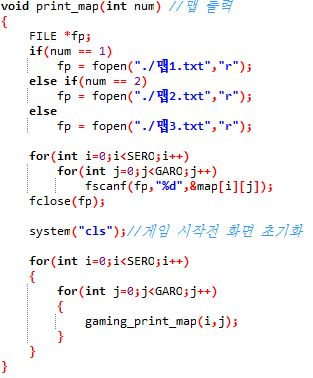 void print_map(int num) //맵 출력
{
    FILE *fp;
    if(num == 1)
        fp = fopen("./맵1.txt","r");
    else if(num == 2)
        fp = fopen("./맵2.txt","r");
    else
        fp = fopen("./맵3.txt","r");

    for(int i=0;i<SERO;i++)
        for(int j=0;j<GARO;j++)
            fscanf(fp,"%d",&map[i][j]);
    fclose(fp);

    system("cls");//게임 시작전 화면 초기화

    for(int i=0;i<SERO;i++)
    {
        for(int j=0;j<GARO;j++)
        {
            gaming_print_map(i,j);
        }
    }
}